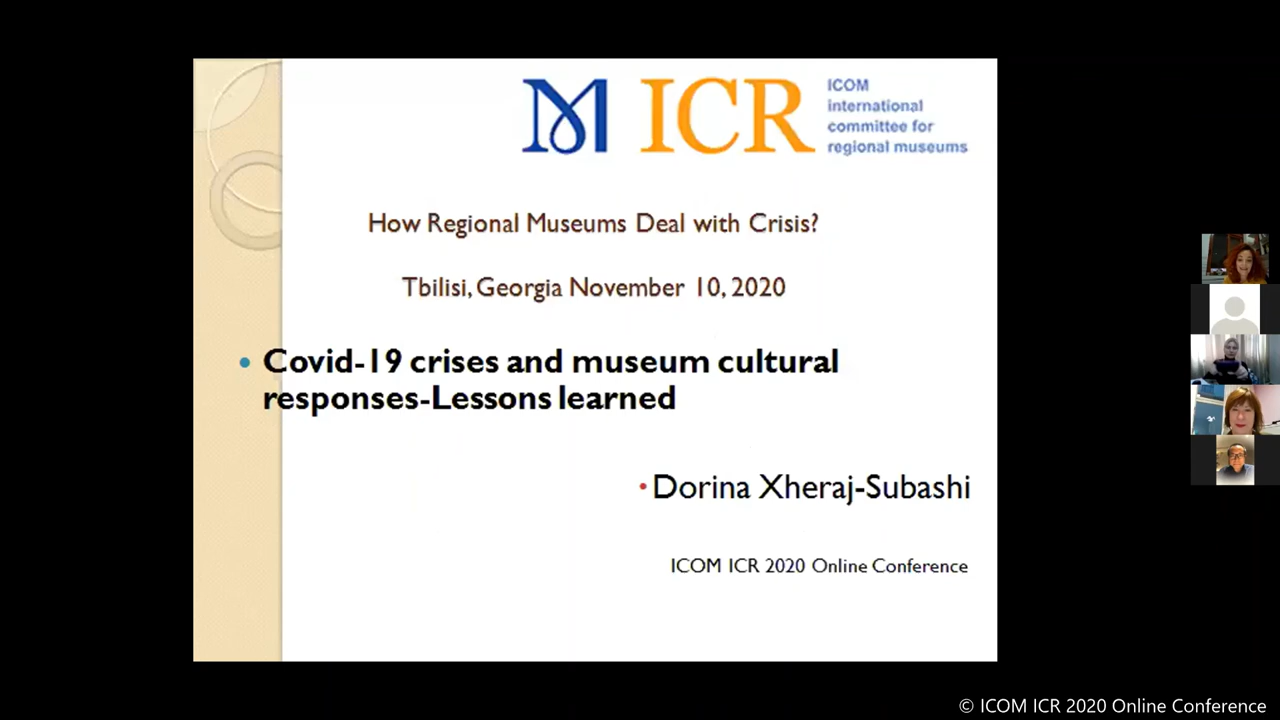 M ICR
ICOM
international
committee for
regional museums
How Regional Museums Deal with Crisis?
Tbilisi, Georgia November 10, 2020
• Covid-19 crises and museum cultural
responses-Lessons learned
• Dorina Xheraj-Subashi
ICOM ICR 2020 Online Conference
© ICOM ICR 2020 Online Conference